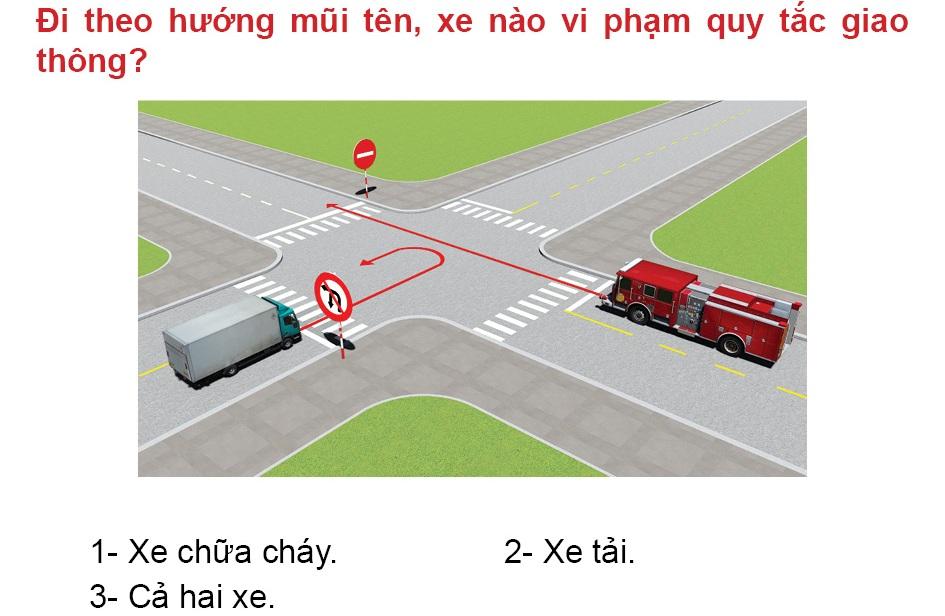 Đi theo hướng mũi tên, xe nào vi phạm quy tắc giao
thông?
1- Xe chữa cháy. 2- Xe tải.
3- Cả hai xe.